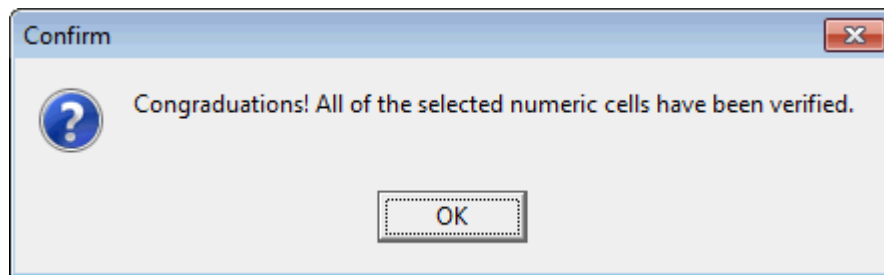 Confirm
Congraduations! All of the selected numeric cells have been verified.
OK